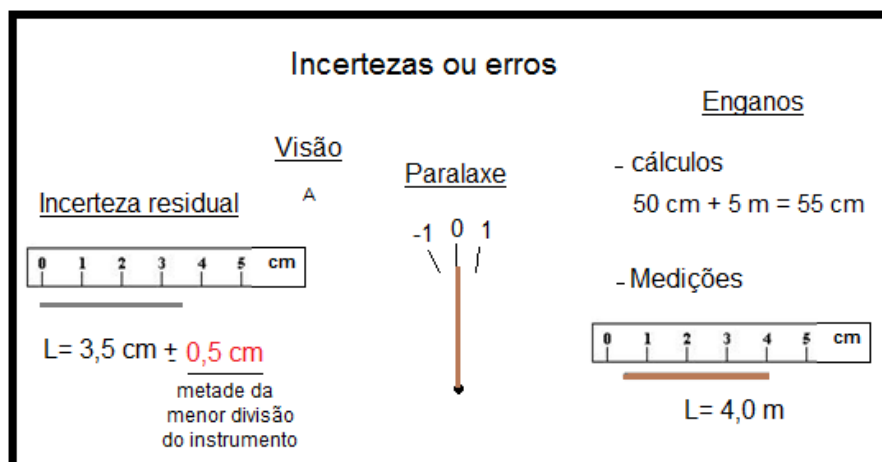 Incertezas ou erros
Incerteza residual
0 1 2 3 4 5 cm
L= 3,5 cm ± 0,5 cm
metade da
menor divisão
do instrumento
Visão
A
Paralaxe
-1 0 1
Enganos
- cálculos
50 cm + 5 m = 55 cm
- Medições
0 1 2 3 4 5 cm
L= 4,0 m